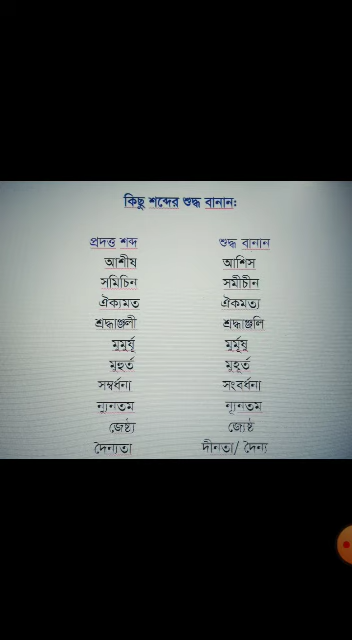 কিছু শব্দের শুদ্ধ বানান:
প্রদত্ত শব্দ শুদ্ধ বানান
আশীষ আশিস
সমিচিন সমীচীন
ঐক্যমত ঐকমত্য
শ্রদ্ধাঞ্জলী শ্রদ্ধাঞ্জলি
মুমুর্ষূ মুর্মূষু
মুহুর্ত মুহূর্ত
সম্বর্ধনা সংবর্ধনা
ন্যুনতম ন্যূনতম
জেষ্ঠ্য জ্যেষ্ঠ
দৈন্যতা দীনতা/ দৈন্য